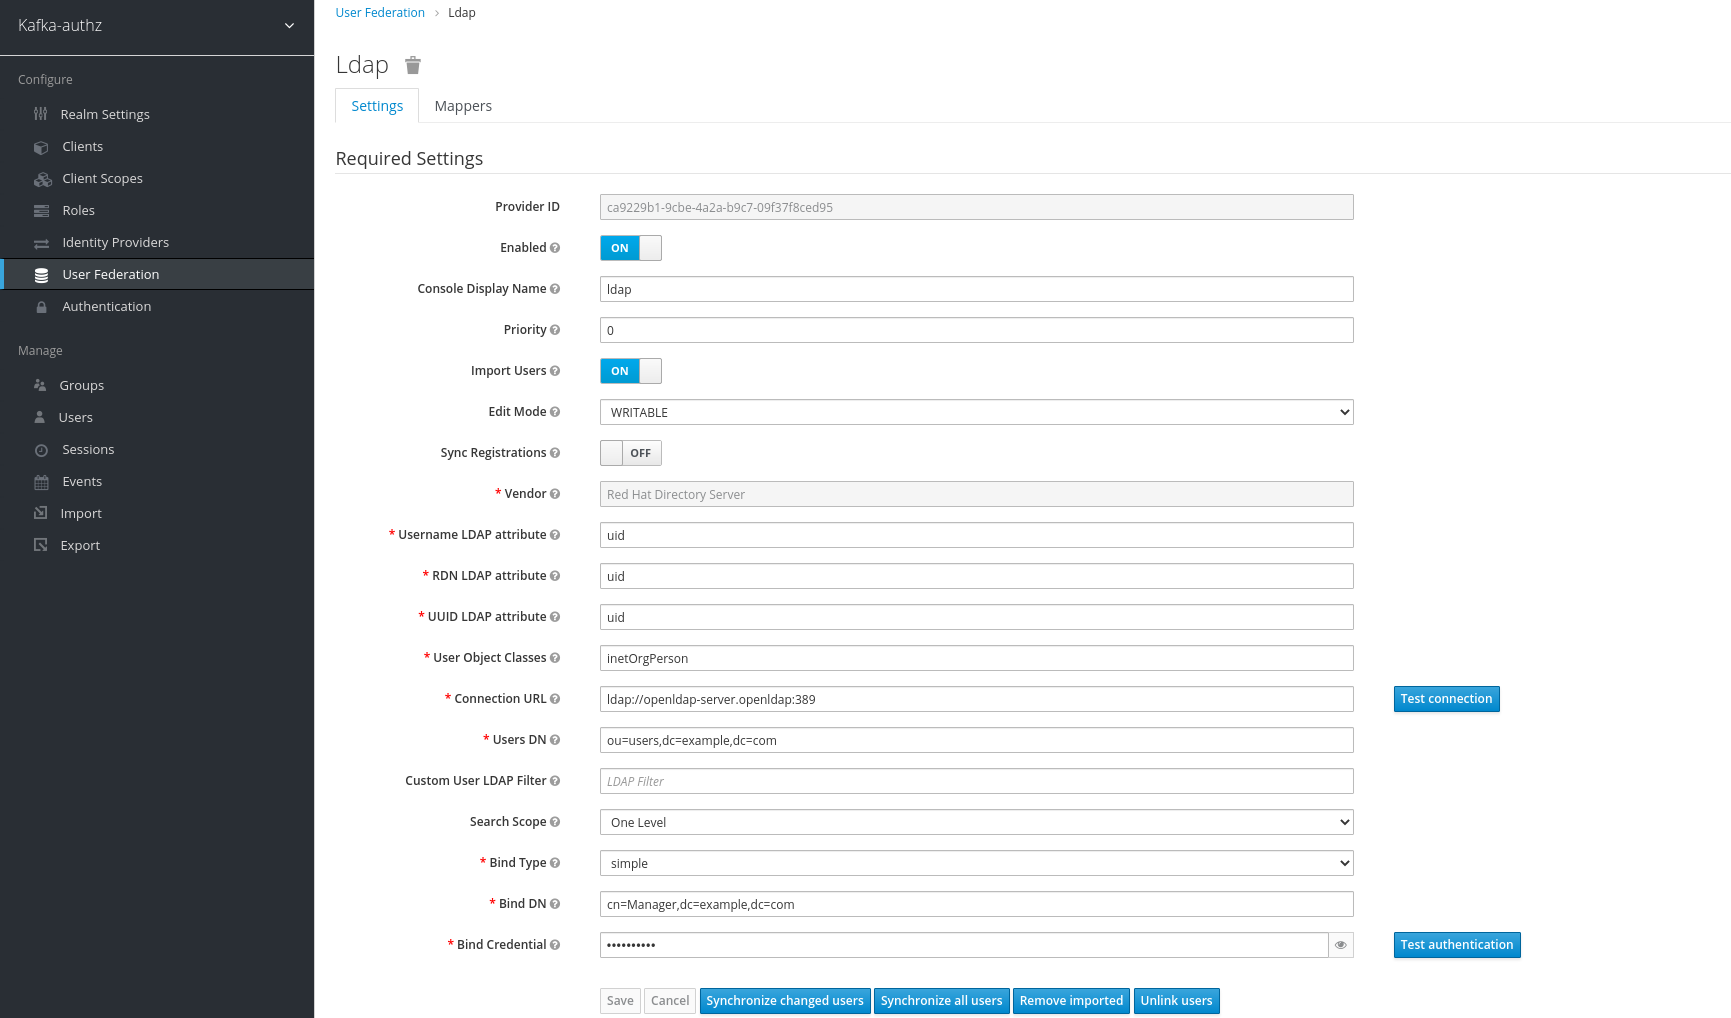 Kafka-authz
Configure
Realm Settings
Clients
Client Scopes
Roles
Identity Providers
User Federation
Authentication
Manage
Groups
Users
Sessions
Events
Import
Export
User Federation > Ldap
Ldap
Settings Mappers
Required Settings
Provider ID ca9229b1-9cbe-4a2a-b9c7-09f37f8ced95
Enabled ON
Console Display Name ldap
Priority 0
Import Users ON
Edit Mode WRITABLE
Sync Registrations OFF
* Vendor Red Hat Directory Server
* Username LDAP attribute uid
* RDN LDAP attribute uid
* UUID LDAP attribute uid
* User Object Classes inetOrgPerson
* Connection URL ldap://openldap-server.openldap:389 Test connection
* Users DN ou=users,dc=example,dc=com
Custom User LDAP Filter LDAP Filter
Search Scope One Level
* Bind Type simple
* Bind DN cn=Manager,dc=example,dc=com
* Bind Credential •••••••••• Test authentication
Save Cancel Synchronize changed users Synchronize all users Remove imported Unlink users